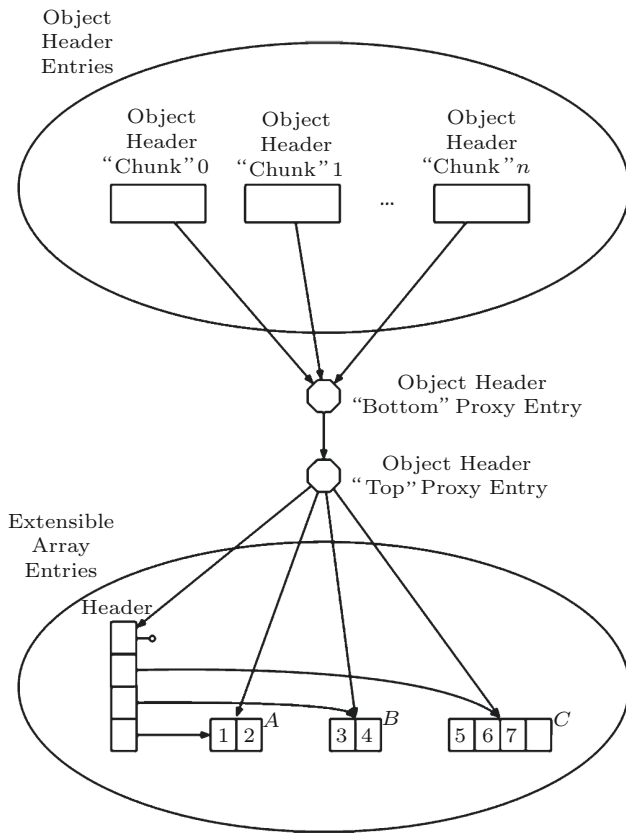 Object
Header
Entries
Object
Header
“Chunk” 0
Object
Header
“Chunk” 1
...
Object
Header
“Chunk” n
Object Header
“Bottom” Proxy Entry
Object Header
“Top” Proxy Entry
Extensible
Array
Entries
Header
A
1 2
B
3 4
C
5 6 7